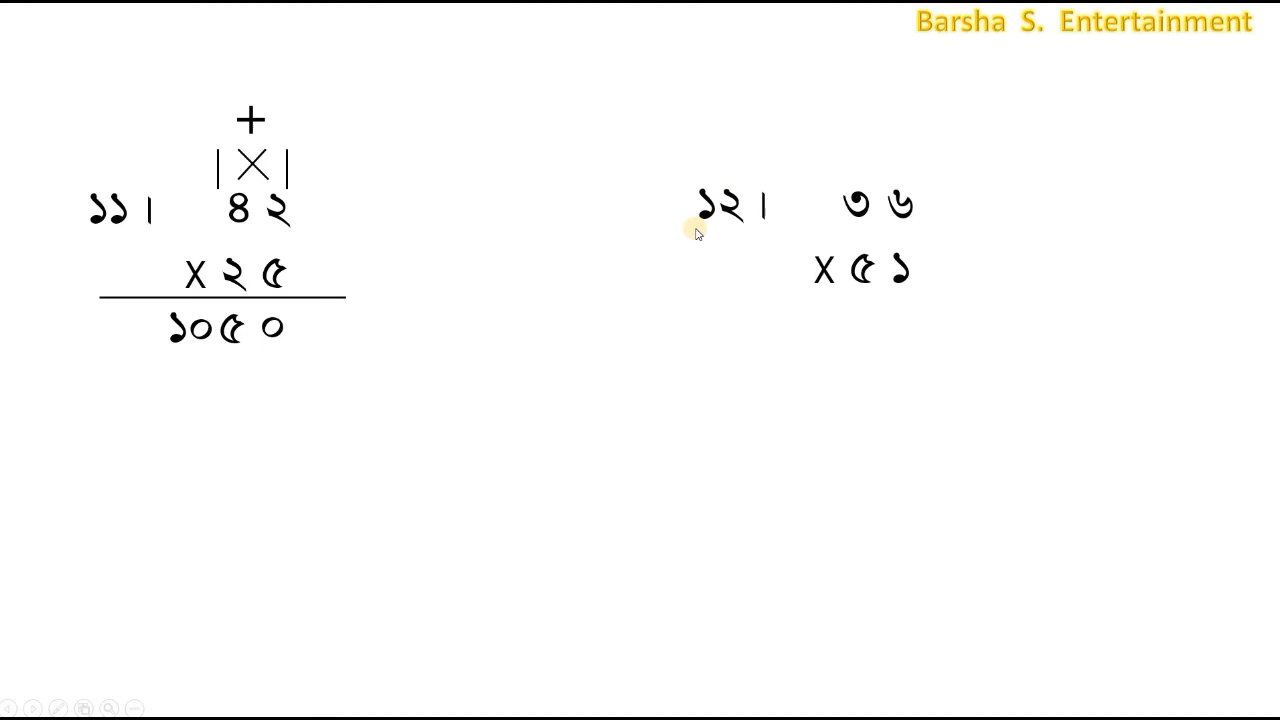 Barsha S. Entertainment
+
| X |
১১। ৪২
X ২৫
১০৫০
১২। ৩৬
X ৫১